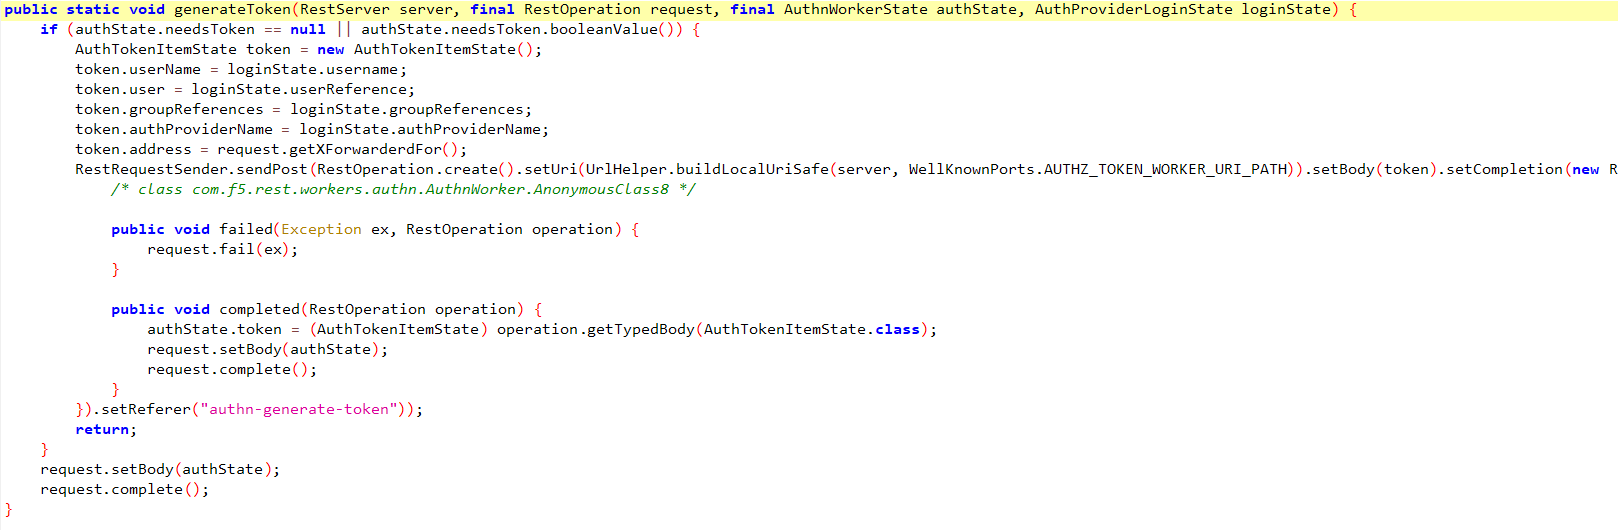 public static void generateToken(RestServer server, final RestOperation request, final AuthnWorkerState authState, AuthProviderLoginState loginState) {
if (authState.needsToken == null || authState.needsToken.booleanValue()) {
AuthTokenItemState token = new AuthTokenItemState();
token.userName = loginState.username;
token.user = loginState.userReference;
token.groupReferences = loginState.groupReferences;
token.authProviderName = loginState.authProviderName;
token.address = request.getXForwarderdFor();
RestRequestSender.sendPost(RestOperation.create().setUri(UrlHelper.buildLocalUriSafe(server, WellKnownPorts.AUTHZ_TOKEN_WORKER_URI_PATH)).setBody(token).setCompletion(new R
/* class com.f5.rest.workers.authn.AuthnWorker.AnonymousClass8 */
public void failed(Exception ex, RestOperation operation) {
request.fail(ex);
}
public void completed(RestOperation operation) {
authState.token = (AuthTokenItemState) operation.getTypedBody(AuthTokenItemState.class);
request.setBody(authState);
request.complete();
}
}).setReferer("authn-generate-token"));
return;
}
request.setBody(authState);
request.complete();
}